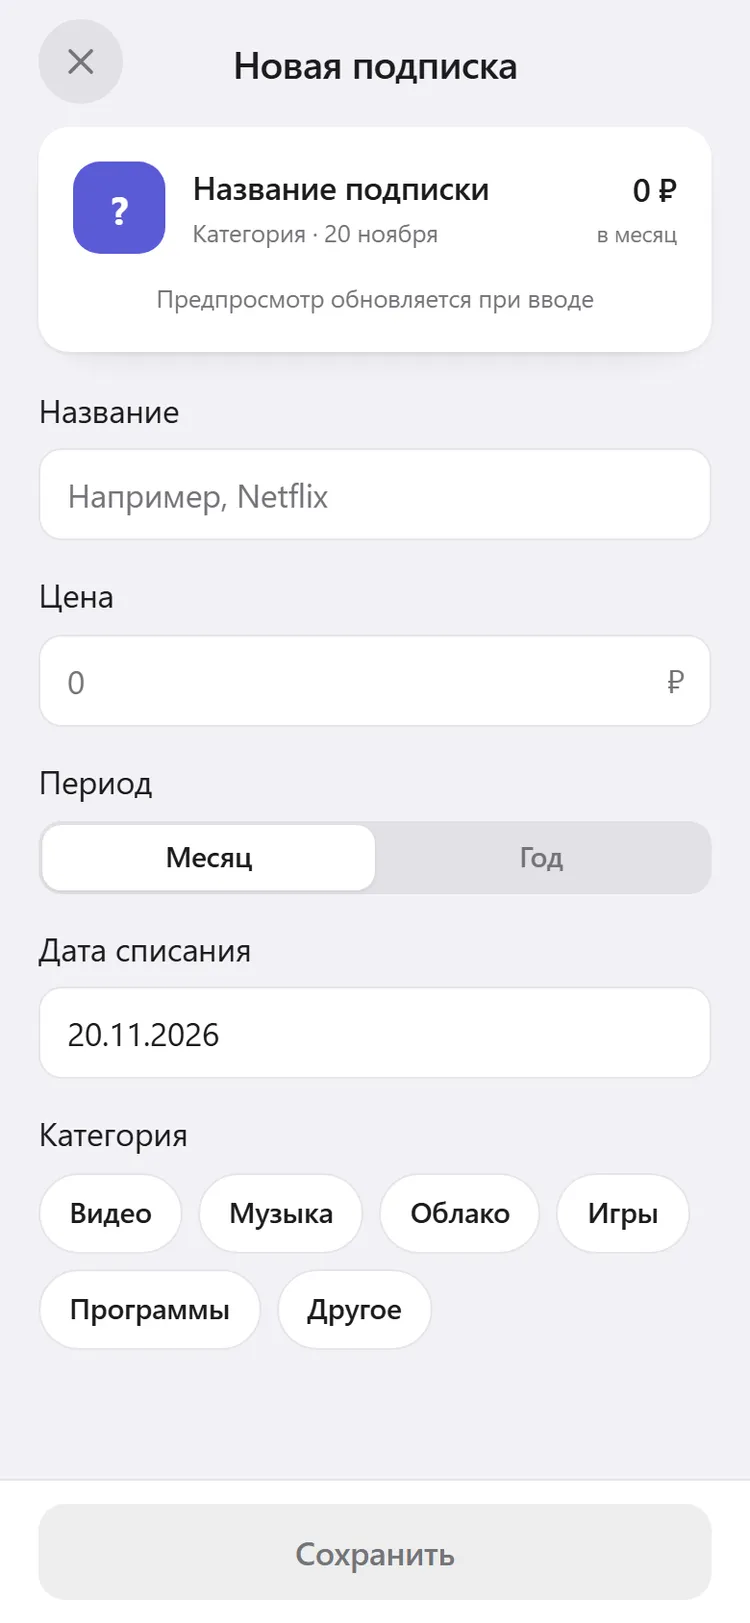 Новая подписка
?
Название подписки
0 ₽
Категория · 20 ноября
в месяц
Предпросмотр обновляется при вводе
Название
Например, Netflix
Цена
0 ₽
Период
Месяц Год
Дата списания
20.11.2026
Категория
Видео Музыка Облако Игры
Программы Другое
Сохранить